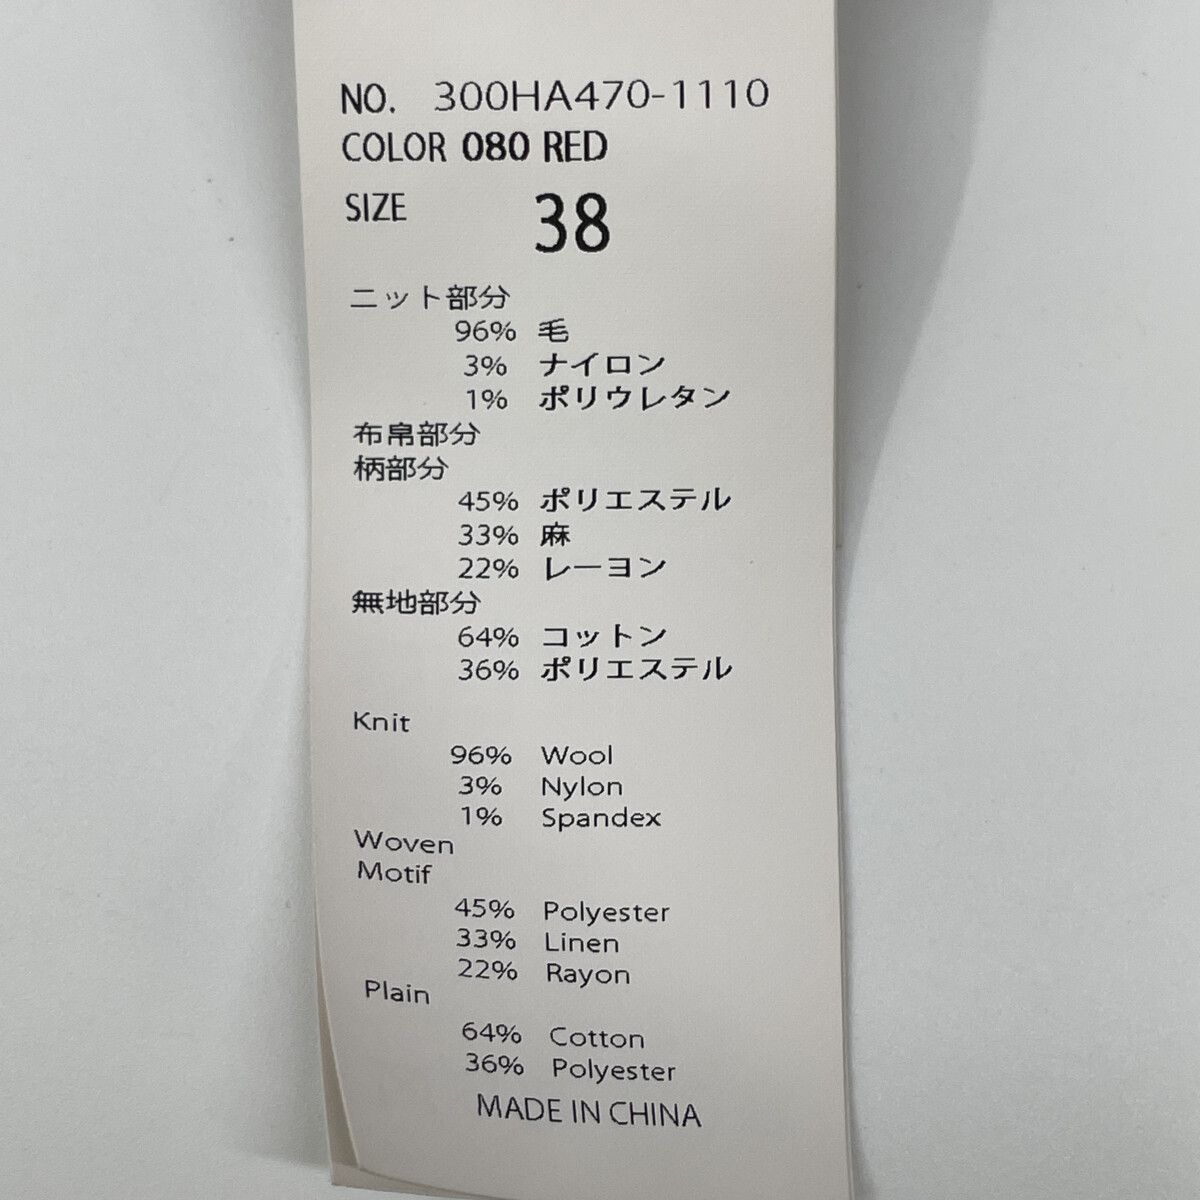 NO. 300HA470-1110
COLOR 080 RED
SIZE 38
ニット部分
96% 毛
3% ナイロン
1% ポリウレタン
布帛部分
柄部分
45% ポリエステル
33% 麻
22% レーヨン
無地部分
64% コットン
36% ポリエステル
Knit
96% Wool
3% Nylon
1% Spandex
Woven
Motif
45% Polyester
33% Linen
22% Rayon
Plain
64% Cotton
36% Polyester
MADE IN CHINA